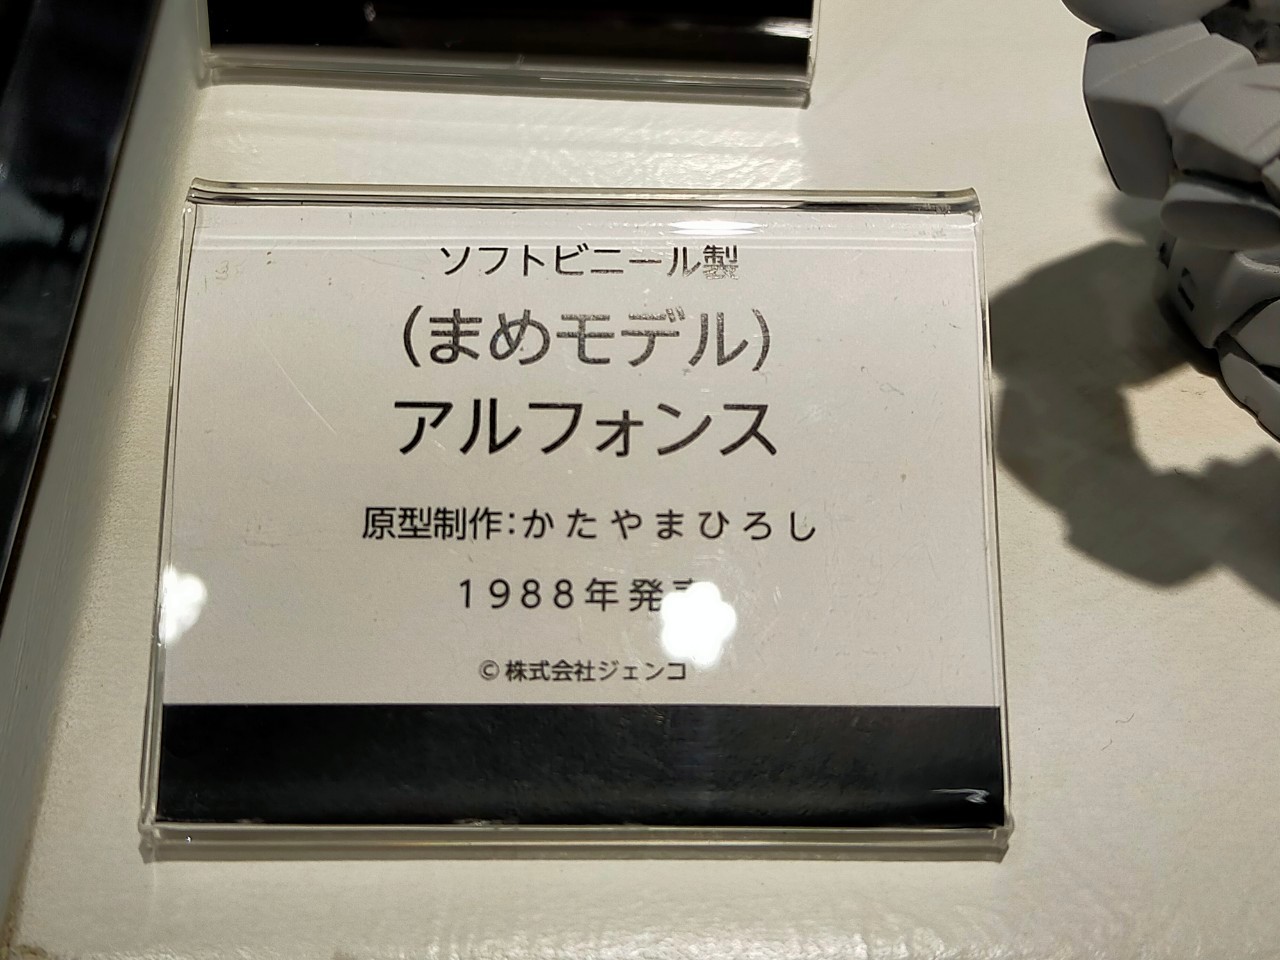 ソフトビニール製
(まめモデル)
アルフォンス
原型制作:かたやまひろし
1988年発売
© 株式会社ジェンコ